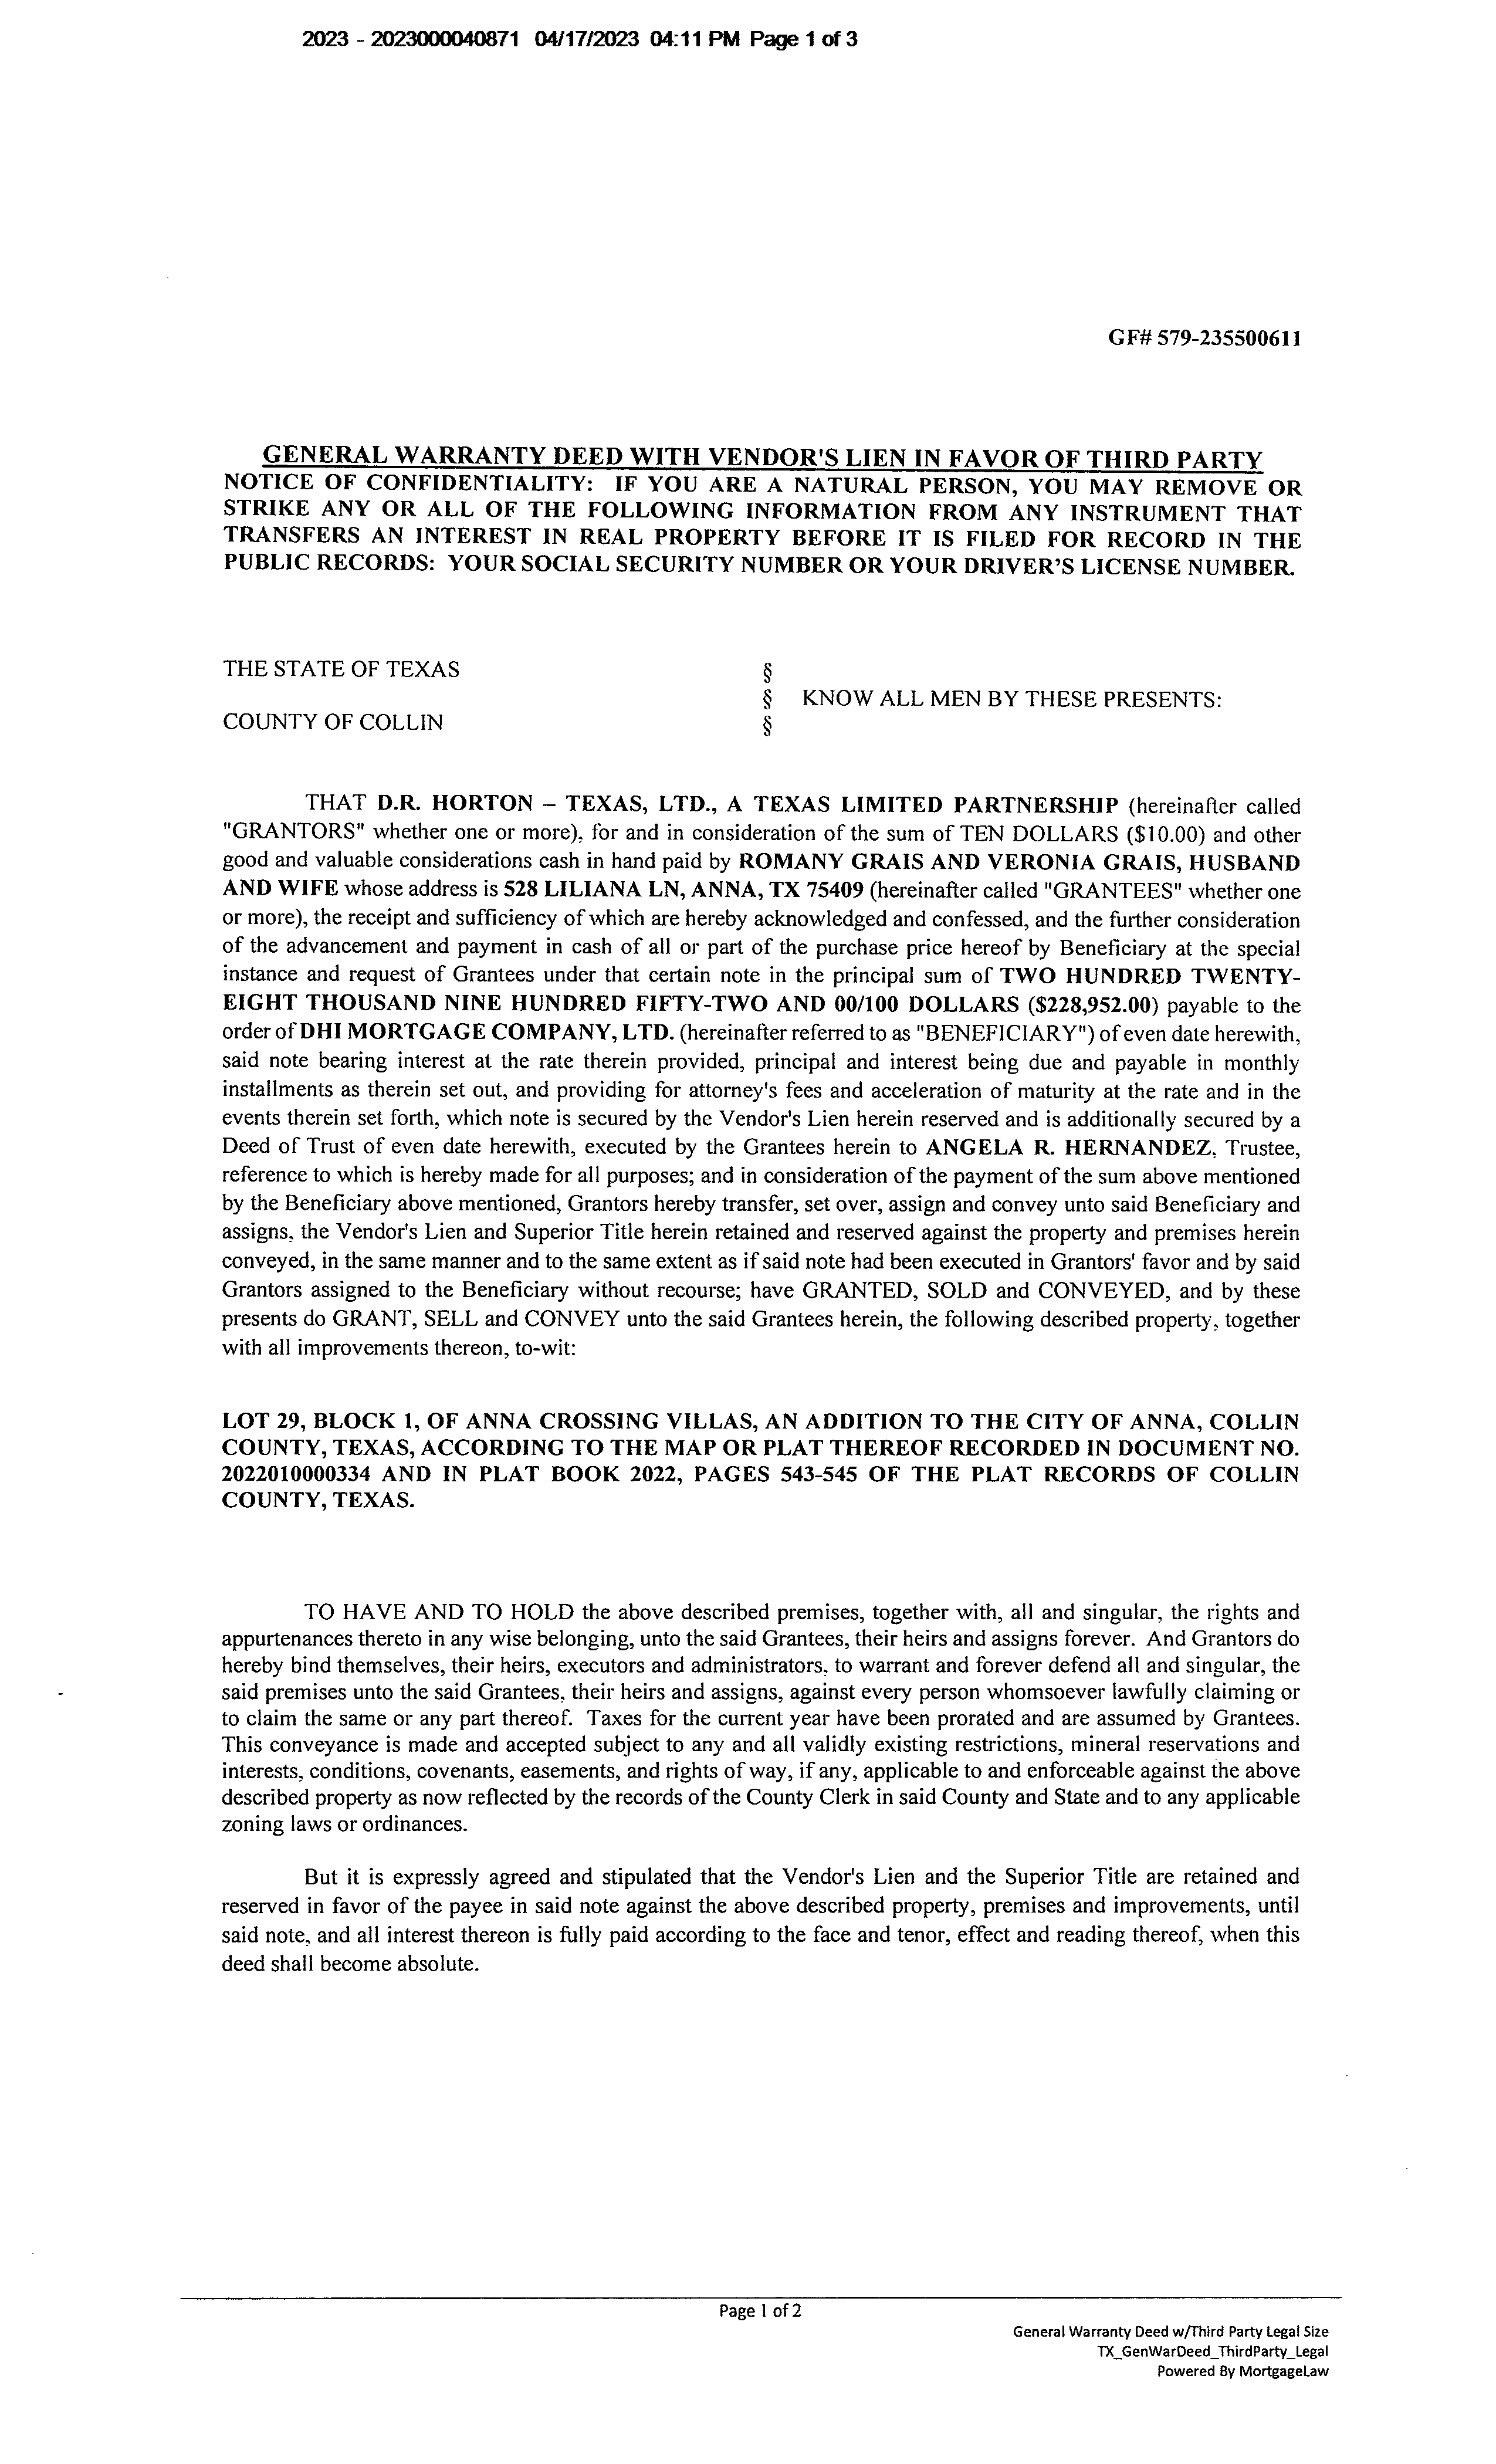 2023 - 2023000040871 04/17/2023 04:11 PM Page 1 of 3
GF# 579-235500611
GENERAL WARRANTY DEED WITH VENDOR'S LIEN IN FAVOR OF THIRD PARTY
NOTICE OF CONFIDENTIALITY: IF YOU ARE A NATURAL PERSON, YOU MAY REMOVE OR
STRIKE ANY OR ALL OF THE FOLLOWING INFORMATION FROM ANY INSTRUMENT THAT
TRANSFERS AN INTEREST IN REAL PROPERTY BEFORE IT IS FILED FOR RECORD IN THE
PUBLIC RECORDS: YOUR SOCIAL SECURITY NUMBER OR YOUR DRIVER'S LICENSE NUMBER.
THE STATE OF TEXAS §
§ KNOW ALL MEN BY THESE PRESENTS:
COUNTY OF COLLIN §
THAT D.R. HORTON – TEXAS, LTD., A TEXAS LIMITED PARTNERSHIP (hereinafter called
"GRANTORS" whether one or more), for and in consideration of the sum of TEN DOLLARS ($10.00) and other
good and valuable considerations cash in hand paid by ROMANY GRAIS AND VERONIA GRAIS, HUSBAND
AND WIFE whose address is 528 LILIANA LN, ANNA, TX 75409 (hereinafter called "GRANTEES" whether one
or more), the receipt and sufficiency of which are hereby acknowledged and confessed, and the further consideration
of the advancement and payment in cash of all or part of the purchase price hereof by Beneficiary at the special
instance and request of Grantees under that certain note in the principal sum of TWO HUNDRED TWENTY-
EIGHT THOUSAND NINE HUNDRED FIFTY-TWO AND 00/100 DOLLARS ($228,952.00) payable to the
order of DHI MORTGAGE COMPANY, LTD. (hereinafter referred to as "BENEFICIARY") of even date herewith,
said note bearing interest at the rate therein provided, principal and interest being due and payable in monthly
installments as therein set out, and providing for attorney's fees and acceleration of maturity at the rate and in the
events therein set forth, which note is secured by the Vendor's Lien herein reserved and is additionally secured by a
Deed of Trust of even date herewith, executed by the Grantees herein to ANGELA R. HERNANDEZ, Trustee,
reference to which is hereby made for all purposes; and in consideration of the payment of the sum above mentioned
by the Beneficiary above mentioned, Grantors hereby transfer, set over, assign and convey unto said Beneficiary and
assigns, the Vendor's Lien and Superior Title herein retained and reserved against the property and premises herein
conveyed, in the same manner and to the same extent as if said note had been executed in Grantors' favor and by said
Grantors assigned to the Beneficiary without recourse; have GRANTED, SOLD and CONVEYED, and by these
presents do GRANT, SELL and CONVEY unto the said Grantees herein, the following described property, together
with all improvements thereon, to-wit:
LOT 29, BLOCK 1, OF ANNA CROSSING VILLAS, AN ADDITION TO THE CITY OF ANNA, COLLIN
COUNTY, TEXAS, ACCORDING TO THE MAP OR PLAT THEREOF RECORDED IN DOCUMENT NO.
2022010000334 AND IN PLAT BOOK 2022, PAGES 543-545 OF THE PLAT RECORDS OF COLLIN
COUNTY, TEXAS.
TO HAVE AND TO HOLD the above described premises, together with, all and singular, the rights and
appurtenances thereto in any wise belonging, unto the said Grantees, their heirs and assigns forever. And Grantors do
hereby bind themselves, their heirs, executors and administrators, to warrant and forever defend all and singular, the
said premises unto the said Grantees, their heirs and assigns, against every person whomsoever lawfully claiming or
to claim the same or any part thereof. Taxes for the current year have been prorated and are assumed by Grantees.
This conveyance is made and accepted subject to any and all validly existing restrictions, mineral reservations and
interests, conditions, covenants, easements, and rights of way, if any, applicable to and enforceable against the above
described property as now reflected by the records of the County Clerk in said County and State and to any applicable
zoning laws or ordinances.
But it is expressly agreed and stipulated that the Vendor's Lien and the Superior Title are retained and
reserved in favor of the payee in said note against the above described property, premises and improvements, until
said note, and all interest thereon is fully paid according to the face and tenor, effect and reading thereof, when this
deed shall become absolute.
Page 1 of 2
General Warranty Deed w/Third Party Legal Size
TX_GenWarDeed_ThirdParty_Legal
Powered By MortgageLaw